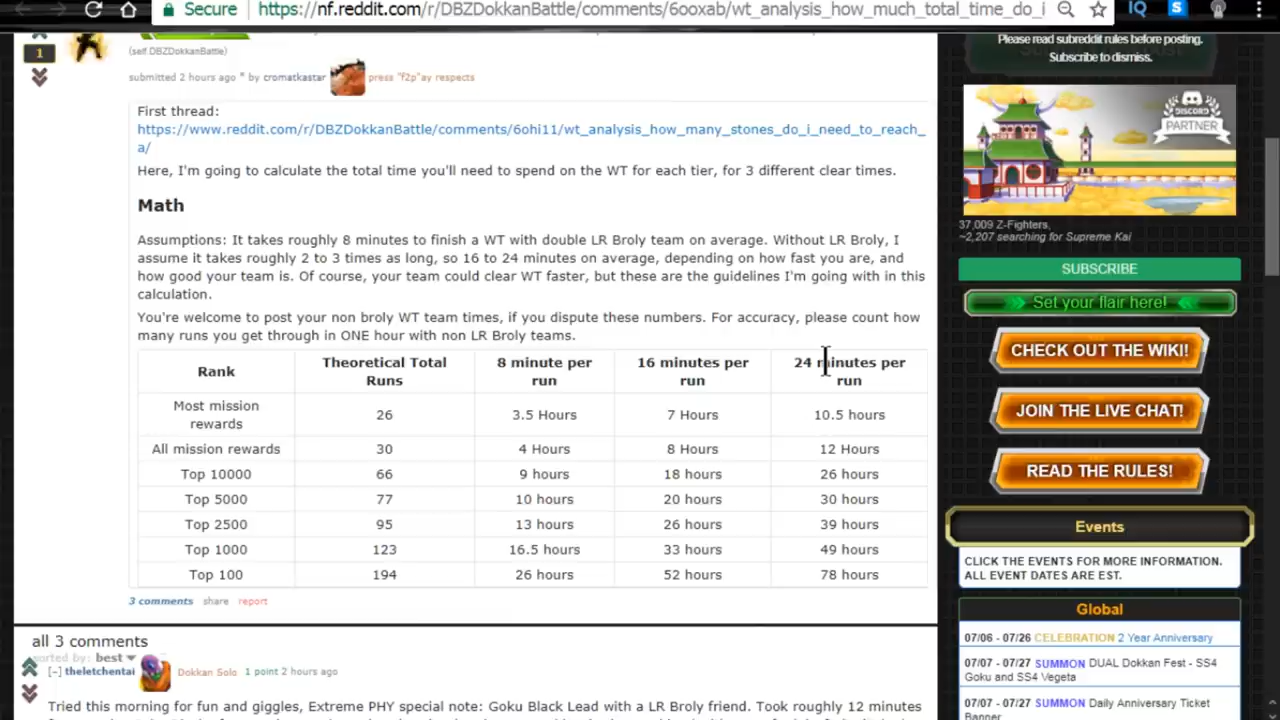 Secure https://nf.reddit.com/r/DBZDokkanBattle/comments/6ooxab/wt_analysis_how_much_total_time_do_i
1
(self.DBZDokkanBattle)
submitted 2 hours ago * by cromatkastar press "f2p"ay respects
First thread:
https://www.reddit.com/r/DBZDokkanBattle/comments/6ohi11/wt_analysis_how_many_stones_do_i_need_to_reach_
a/
Here, I'm going to calculate the total time you'll need to spend on the WT for each tier, for 3 different clear times.
Math
Assumptions: It takes roughly 8 minutes to finish a WT with double LR Broly team on average. Without LR Broly, I
assume it takes roughly 2 to 3 times as long, so 16 to 24 minutes on average, depending on how fast you are, and
how good your team is. Of course, your team could clear WT faster, but these are the guidelines I'm going with in this
calculation.
You're welcome to post your non broly WT team times, if you dispute these numbers. For accuracy, please count how
many runs you get through in ONE hour with non LR Broly teams.
Rank Theoretical Total Runs 8 minute per run 16 minutes per run 24 minutes per run
Most mission rewards 26 3.5 Hours 7 Hours 10.5 hours
All mission rewards 30 4 Hours 8 Hours 12 Hours
Top 10000 66 9 hours 18 hours 26 hours
Top 5000 77 10 hours 20 hours 30 hours
Top 2500 95 13 hours 26 hours 39 hours
Top 1000 123 16.5 hours 33 hours 49 hours
Top 100 194 26 hours 52 hours 78 hours
3 comments share report
all 3 comments
sorted by: best
[-] theletchentai Dokkan Solo 1 point 2 hours ago
Tried this morning for fun and giggles, Extreme PHY special note: Goku Black Lead with a LR Broly friend. Took roughly 12 minutes
Please read subreddit rules before posting.
Subscribe to dismiss.
DISCORD
PARTNER
37,009 Z-Fighters,
~2,207 searching for Supreme Kai
SUBSCRIBE
Set your flair here!
CHECK OUT THE WIKI!
JOIN THE LIVE CHAT!
READ THE RULES!
Events
CLICK THE EVENTS FOR MORE INFORMATION.
ALL EVENT DATES ARE EST.
Global
07/06 - 07/26 CELEBRATION 2 Year Anniversary
07/07 - 07/27 SUMMON DUAL Dokkan Fest - SS4
Goku and SS4 Vegeta
07/07 - 07/27 SUMMON Daily Anniversary Ticket
Banner